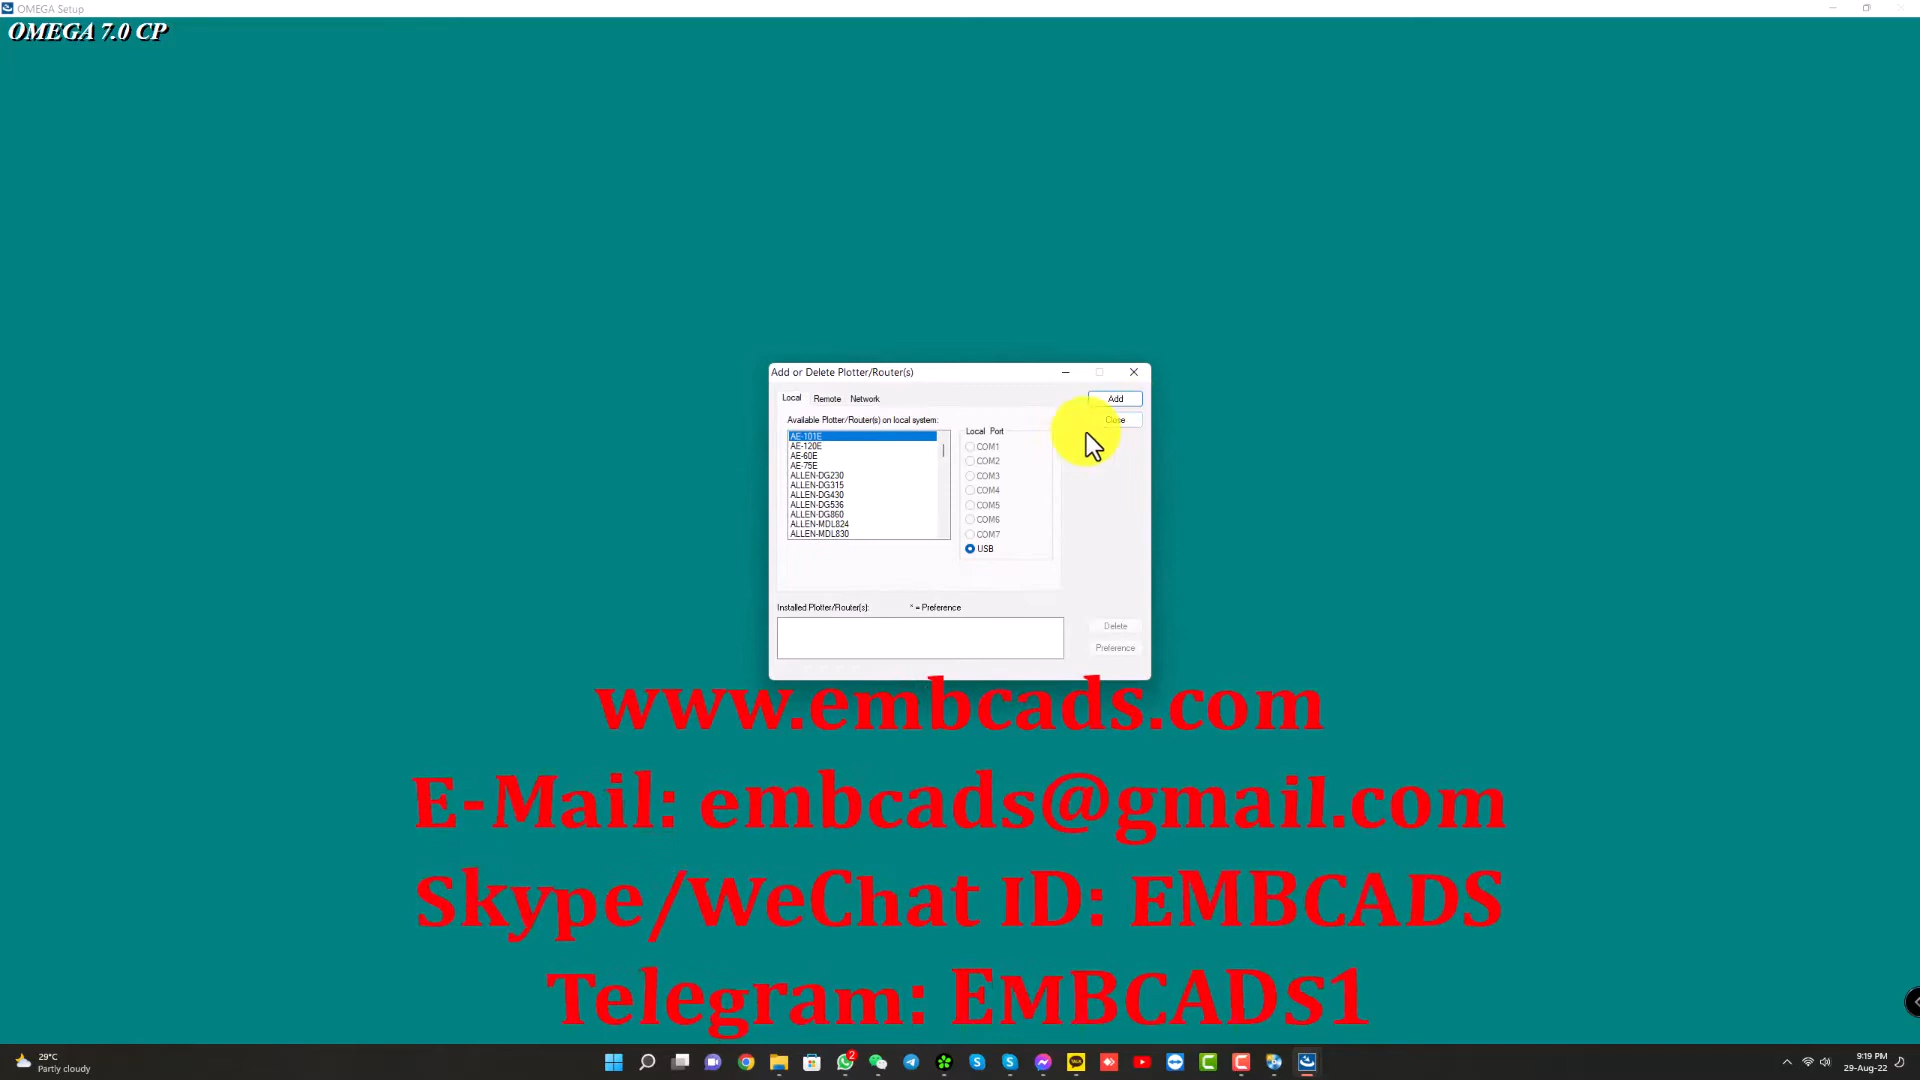 OMEGA Setup
OMEGA 7.0 CP
Add or Delete Plotter/Router(s)
Local Remote Network
Add
Close
Available Plotter/Router(s) on local system:
AE-101E
AE-120E
AE-60E
AE-75E
ALLEN-DG230
ALLEN-DG315
ALLEN-DG430
ALLEN-DG536
ALLEN-DG860
ALLEN-MDL824
ALLEN-MDL830
Local Port
COM1
COM2
COM3
COM4
COM5
COM6
COM7
USB
Installed Plotter/Router(s): * = Preference
Delete
Preference
www.embcads.com
E-Mail: embcads@gmail.com
Skype/WeChat ID: EMBCADS
Telegram: EMBCADS1
29°C
Partly cloudy
2
9:19 PM
29-Aug-22